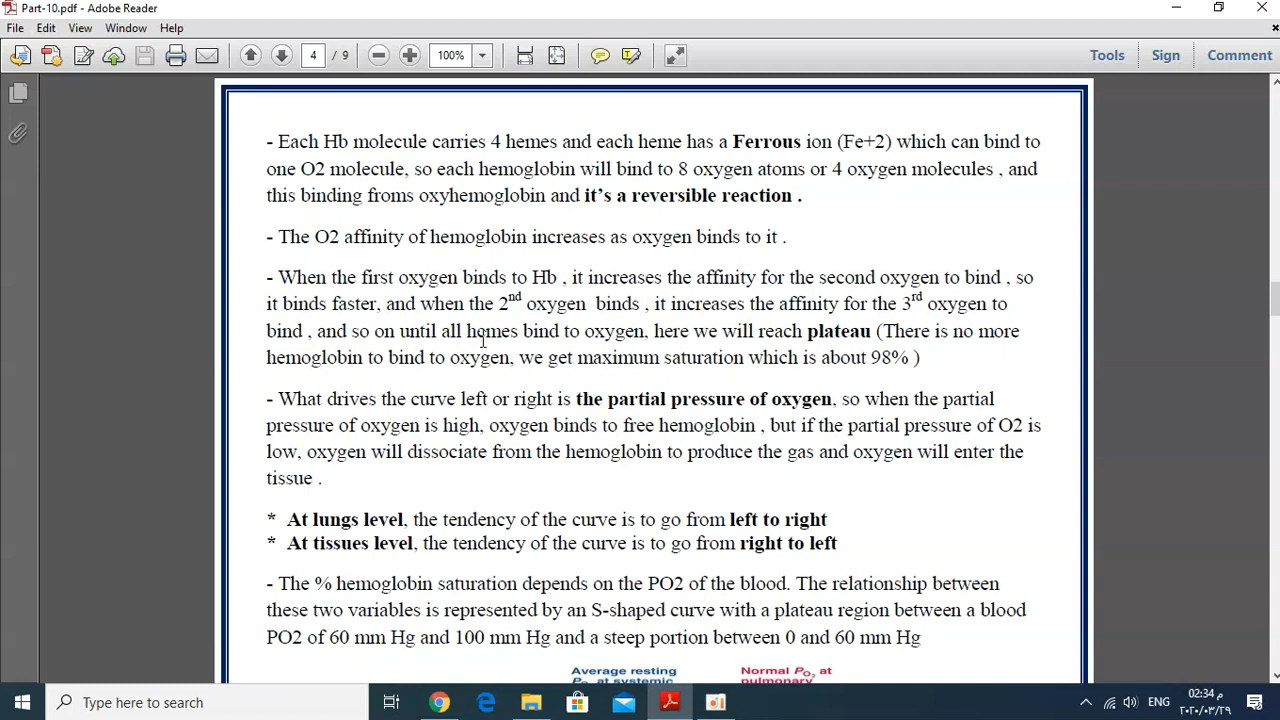 Part-10.pdf - Adobe Reader
File Edit View Window Help
4 / 9 100% Tools Sign Comment
- Each Hb molecule carries 4 hemes and each heme has a Ferrous ion (Fe+2) which can bind to
one O2 molecule, so each hemoglobin will bind to 8 oxygen atoms or 4 oxygen molecules , and
this binding froms oxyhemoglobin and it's a reversible reaction .
- The O2 affinity of hemoglobin increases as oxygen binds to it .
- When the first oxygen binds to Hb , it increases the affinity for the second oxygen to bind , so
it binds faster, and when the 2nd oxygen binds , it increases the affinity for the 3rd oxygen to
bind , and so on until all hemes bind to oxygen, here we will reach plateau (There is no more
hemoglobin to bind to oxygen, we get maximum saturation which is about 98% )
- What drives the curve left or right is the partial pressure of oxygen, so when the partial
pressure of oxygen is high, oxygen binds to free hemoglobin , but if the partial pressure of O2 is
low, oxygen will dissociate from the hemoglobin to produce the gas and oxygen will enter the
tissue .
* At lungs level, the tendency of the curve is to go from left to right
* At tissues level, the tendency of the curve is to go from right to left
- The % hemoglobin saturation depends on the PO2 of the blood. The relationship between
these two variables is represented by an S-shaped curve with a plateau region between a blood
PO2 of 60 mm Hg and 100 mm Hg and a steep portion between 0 and 60 mm Hg
Average resting Normal PO2 at
PO2 at systemic pulmonary
Type here to search ENG 02:34 م
٢٠٢٠/٠٣/٢٩